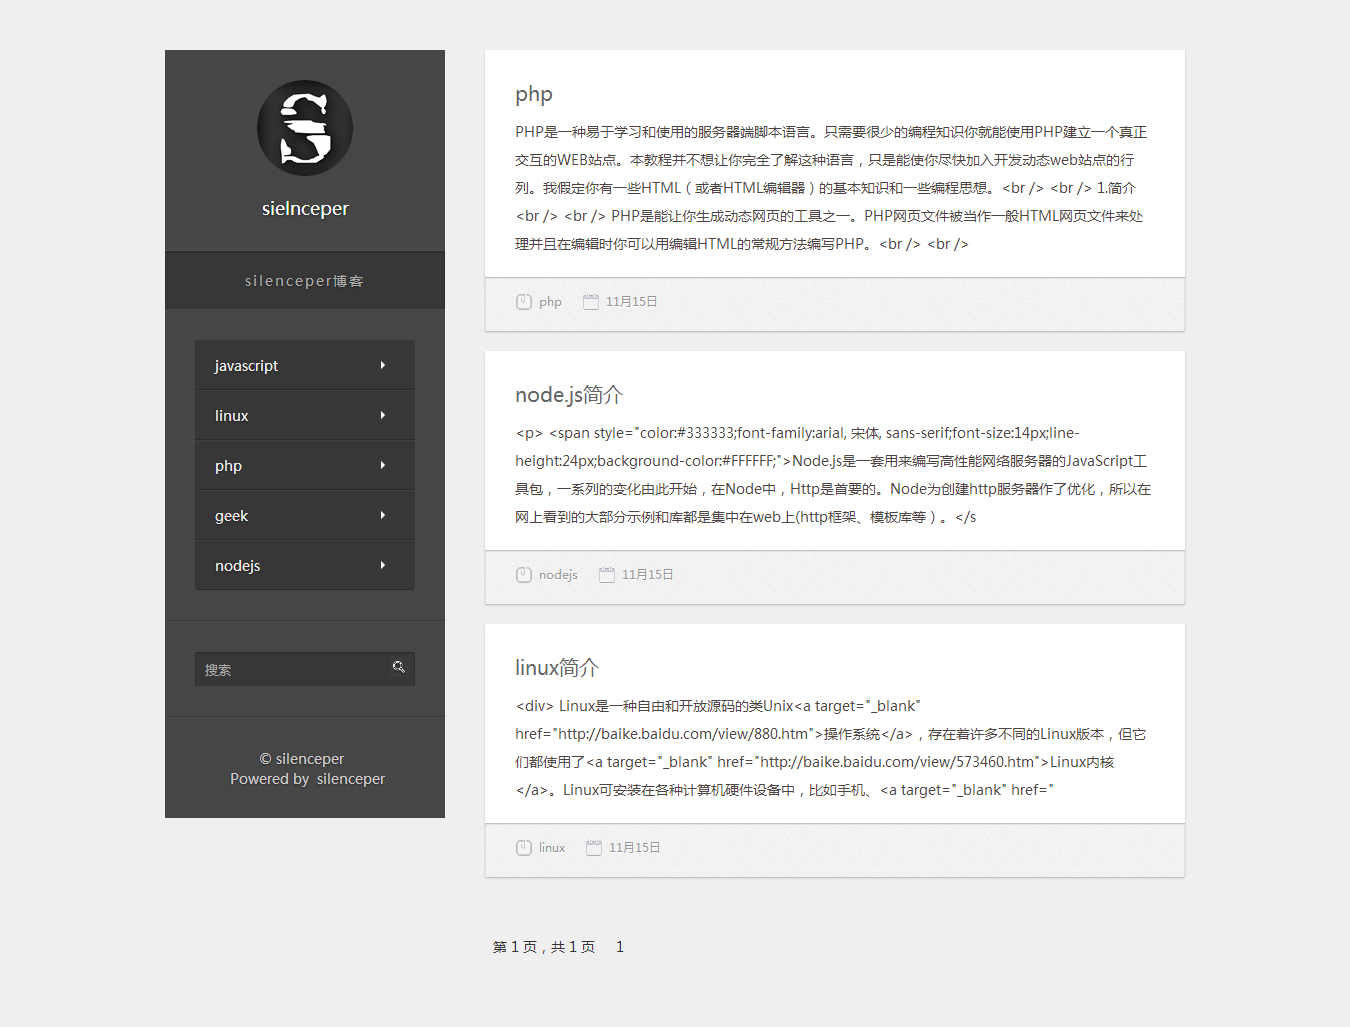 S
sielnceper
silenceper博客
javascript
linux
php
geek
nodejs
搜索
© silenceper
Powered by  silenceper
php
PHP是一种易于学习和使用的服务器端脚本语言。只需要很少的编程知识你就能使用PHP建立一个真正
交互的WEB站点。本教程并不想让你完全了解这种语言，只是能使你尽快加入开发动态web站点的行
列。我假定你有一些HTML（或者HTML编辑器）的基本知识和一些编程思想。<br /> <br /> 1.简介
<br /> <br /> PHP是能让你生成动态网页的工具之一。PHP网页文件被当作一般HTML网页文件来处
理并且在编辑时你可以用编辑HTML的常规方法编写PHP。<br /> <br />
php 11月15日
node.js简介
<p> <span style="color:#333333;font-family:arial, 宋体, sans-serif;font-size:14px;line-
height:24px;background-color:#FFFFFF;">Node.js是一套用来编写高性能网络服务器的JavaScript工
具包，一系列的变化由此开始，在Node中，Http是首要的。Node为创建http服务器作了优化，所以在
网上看到的大部分示例和库都是集中在web上(http框架、模板库等）。</s
nodejs 11月15日
linux简介
<div> Linux是一种自由和开放源码的类Unix<a target="_blank"
href="http://baike.baidu.com/view/880.htm">操作系统</a>，存在着许多不同的Linux版本，但它
们都使用了<a target="_blank" href="http://baike.baidu.com/view/573460.htm">Linux内核
</a>。Linux可安装在各种计算机硬件设备中，比如手机、<a target="_blank" href="
linux 11月15日
第 1 页，共 1 页 1